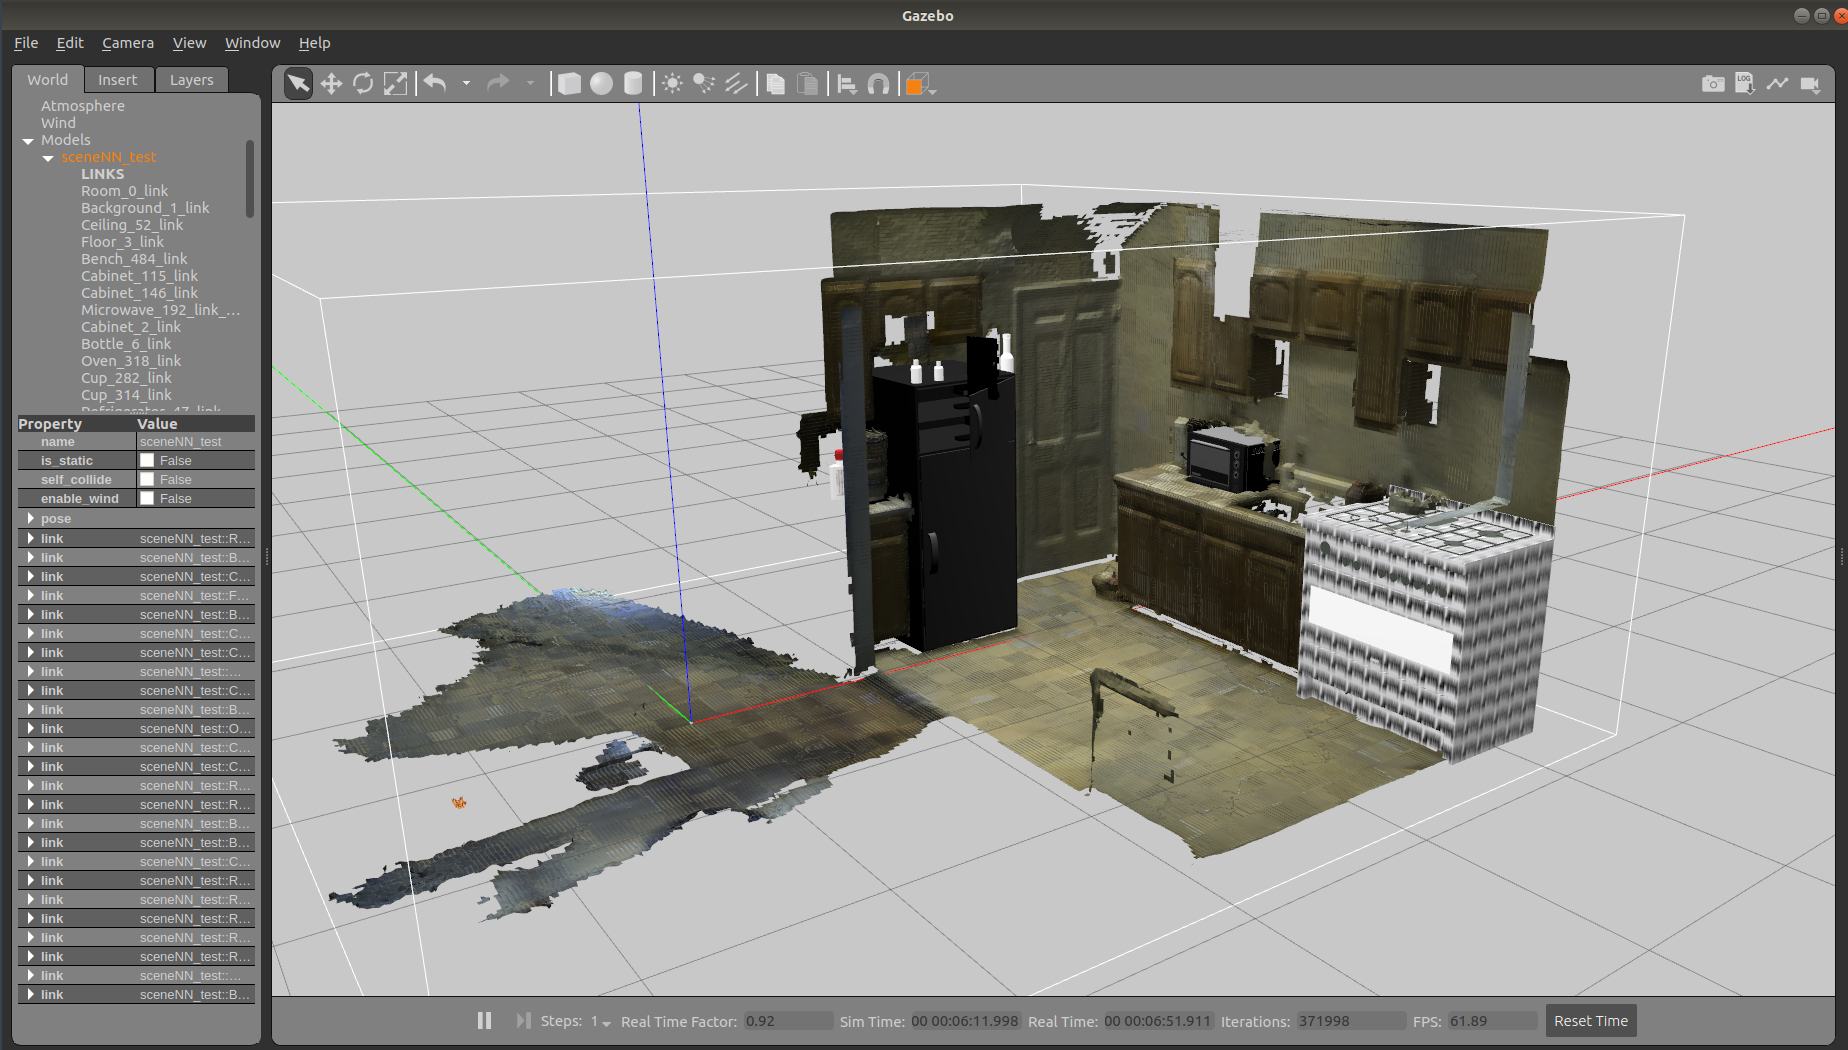 Gazebo
File Edit Camera View Window Help
World Insert Layers
Atmosphere
Wind
Models
sceneNN_test
LINKS
Room_0_link
Background_1_link
Ceiling_52_link
Floor_3_link
Bench_484_link
Cabinet_115_link
Cabinet_146_link
Microwave_192_link_...
Cabinet_2_link
Bottle_6_link
Oven_318_link
Cup_282_link
Cup_314_link
Property Value
name sceneNN_test
is_static False
self_collide False
enable_wind False
pose
link sceneNN_test::R...
link sceneNN_test::B...
link sceneNN_test::C...
link sceneNN_test::F...
link sceneNN_test::B...
link sceneNN_test::C...
link sceneNN_test::C...
link sceneNN_test::...
link sceneNN_test::C...
link sceneNN_test::B...
link sceneNN_test::O...
link sceneNN_test::C...
link sceneNN_test::C...
link sceneNN_test::R...
link sceneNN_test::R...
link sceneNN_test::B...
link sceneNN_test::B...
link sceneNN_test::C...
link sceneNN_test::R...
link sceneNN_test::R...
link sceneNN_test::R...
link sceneNN_test::R...
link sceneNN_test::R...
link sceneNN_test::...
link sceneNN_test::B...
LOG
Steps: 1 Real Time Factor: 0.92 Sim Time: 00 00:06:11.998 Real Time: 00 00:06:51.911 Iterations: 371998 FPS: 61.89 Reset Time